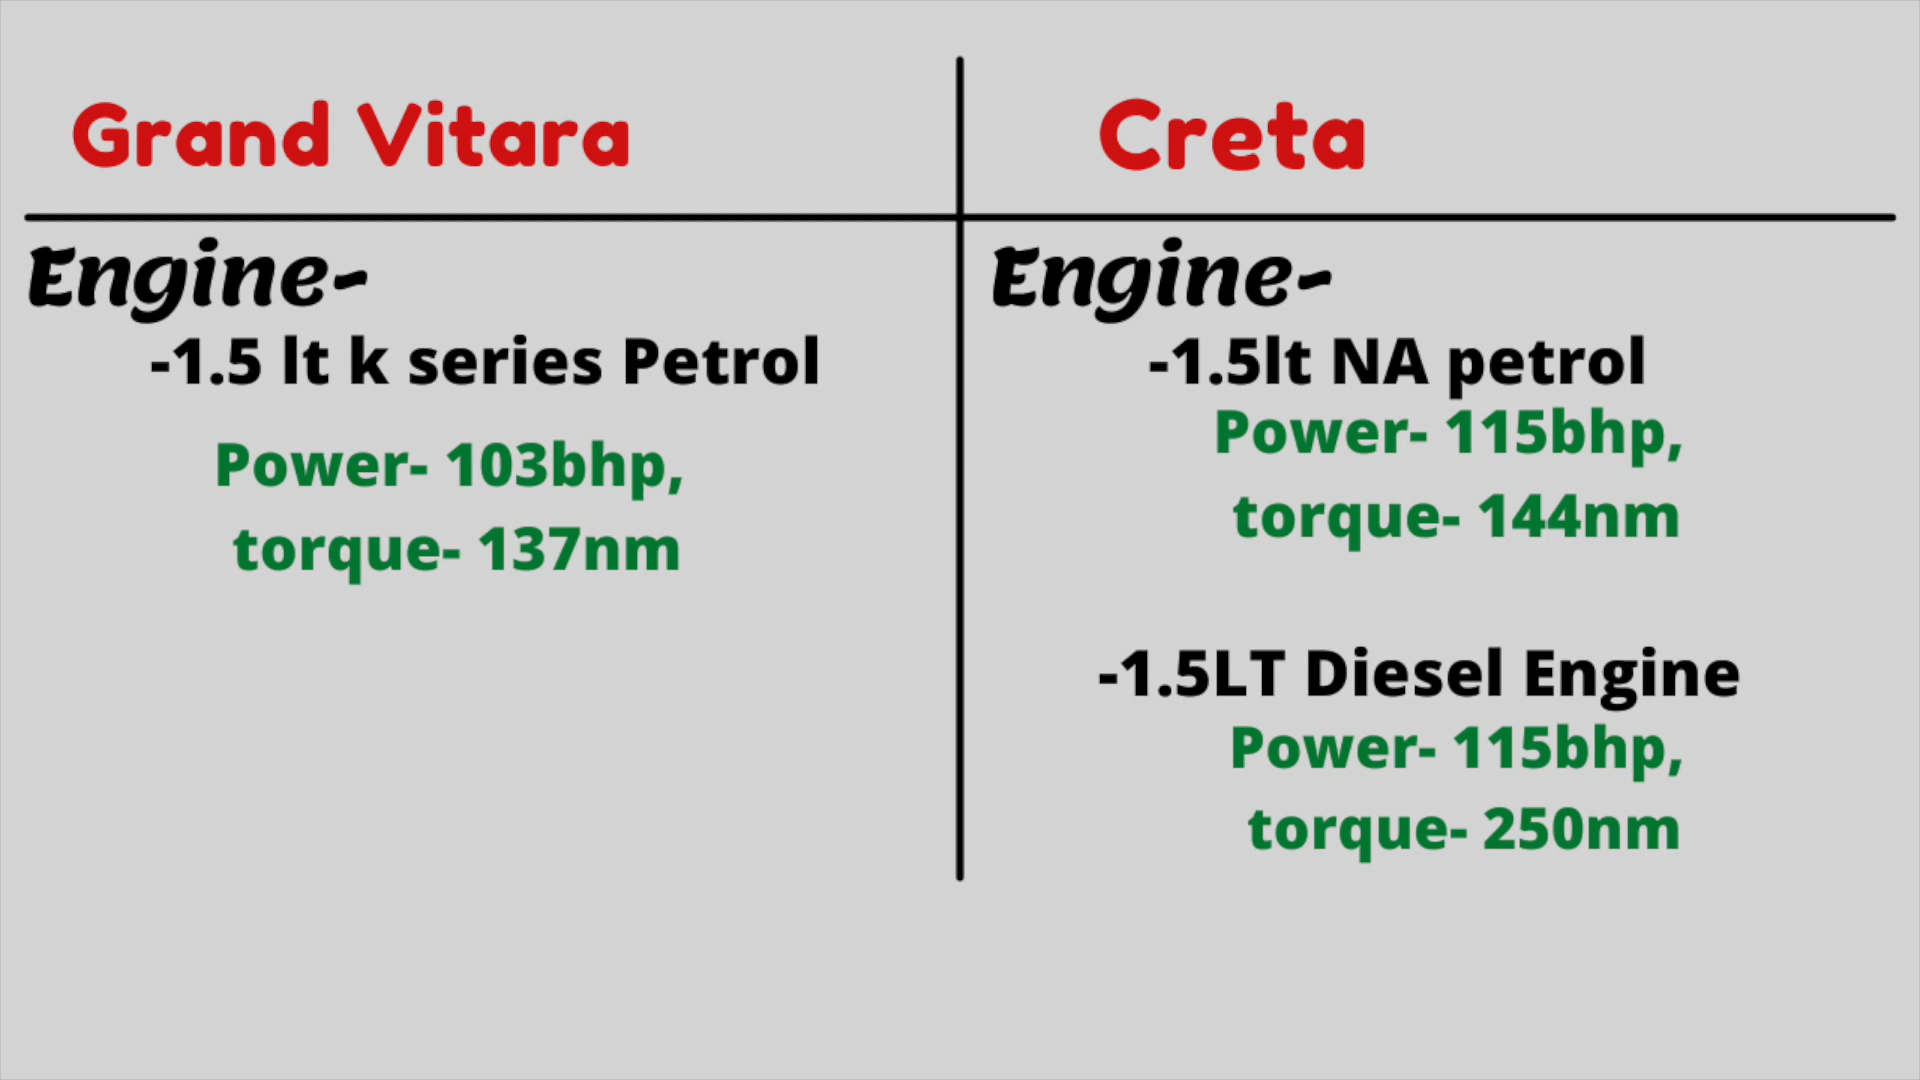 Grand Vitara
Creta
Engine-
-1.5 lt k series Petrol
Power- 103bhp,
torque- 137nm
Engine-
-1.5lt NA petrol
Power- 115bhp,
torque- 144nm
-1.5LT Diesel Engine
Power- 115bhp,
torque- 250nm